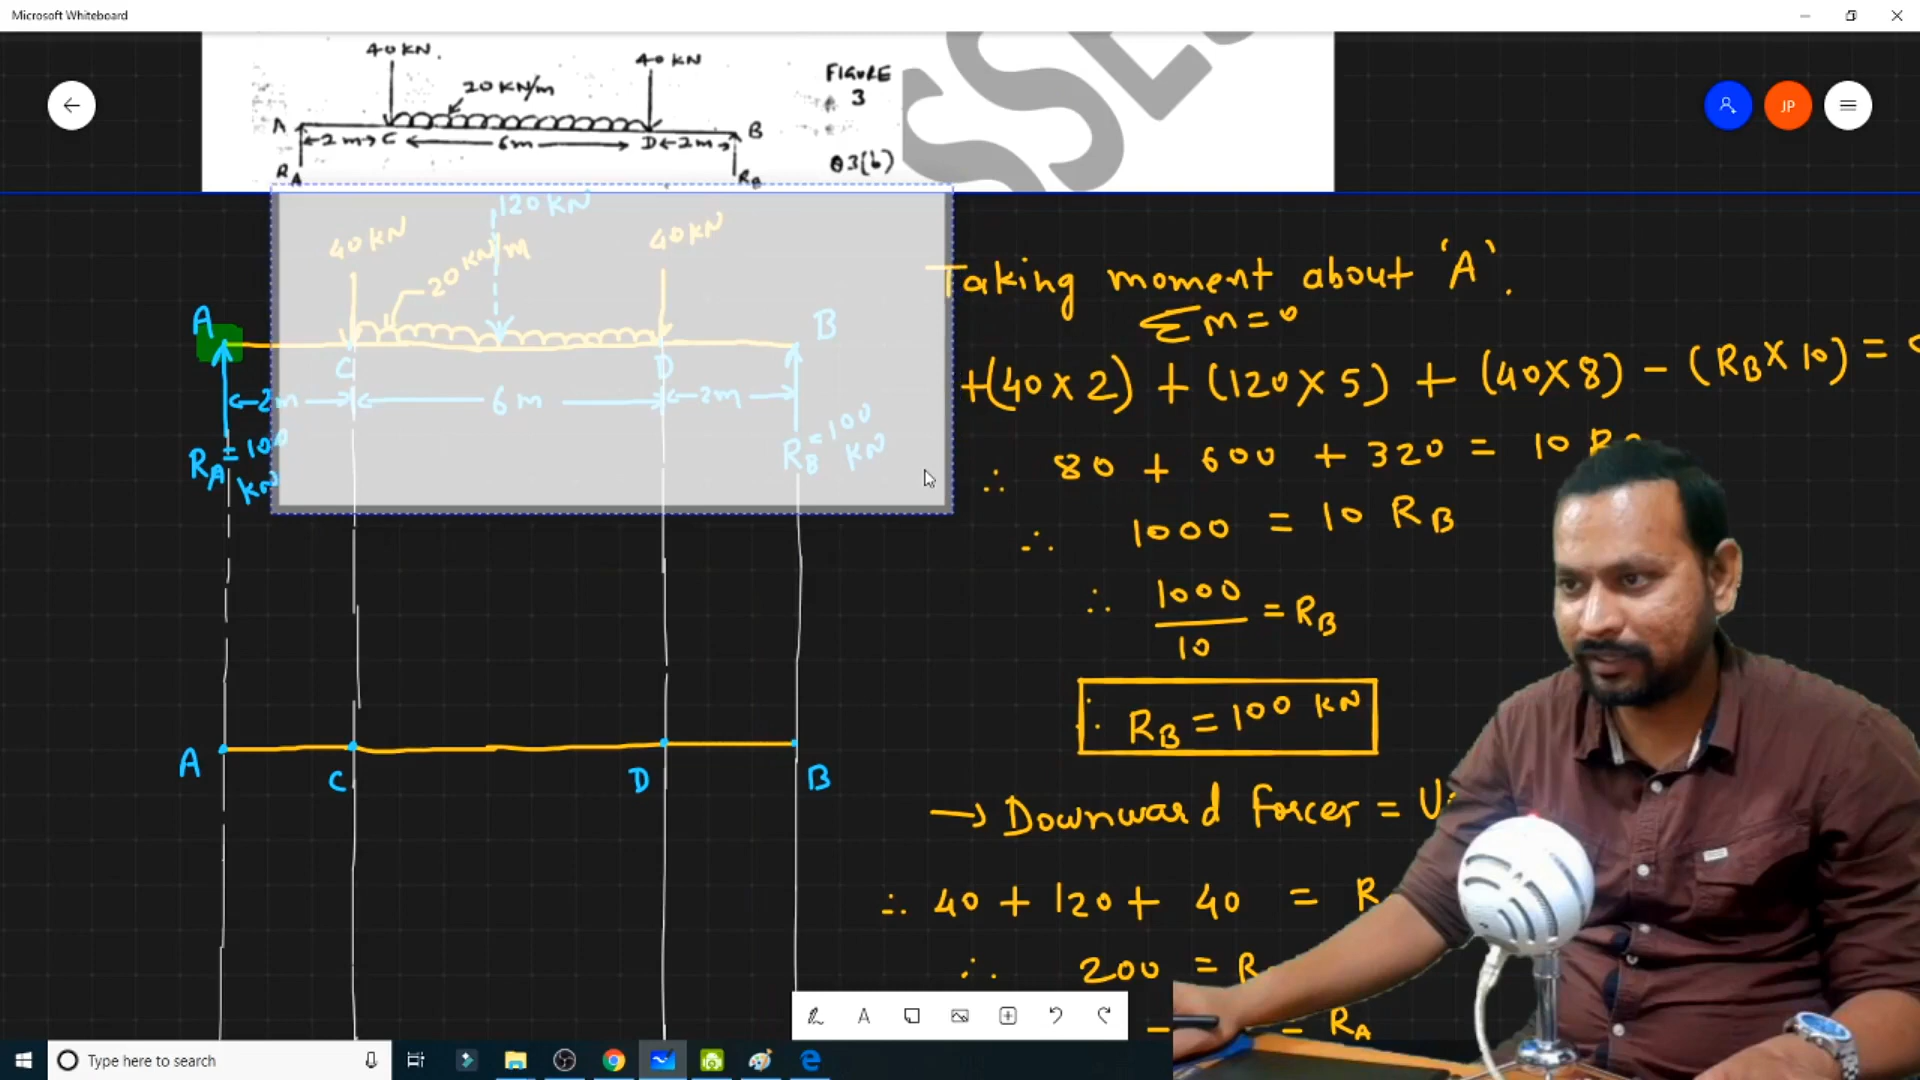 Microsoft Whiteboard
40 KN.
40 KN
20 KN/m
FIGURE
3
A
2 m
C
6m
D
2m
B
RA
RB
Q3(b)
JP
120 KN
40 KN
20 KN/m
40 KN
A
C
D
B
2m
6 m
2m
RA = 100 KN
RB = 100 KN
Taking moment about 'A'.
Σm = 0
+(40 X 2) + (120 X 5) + (40 X 8) - (RB X 10) =
∴ 80 + 600 + 320 = 10
∴ 1000 = 10 RB
∴ 1000
10
= RB
∴ RB = 100 KN
A
C
D
B
→ Downward forcer =
∴ 40 + 120 + 40 = R
∴ 200 = R
- = RA
Type here to search